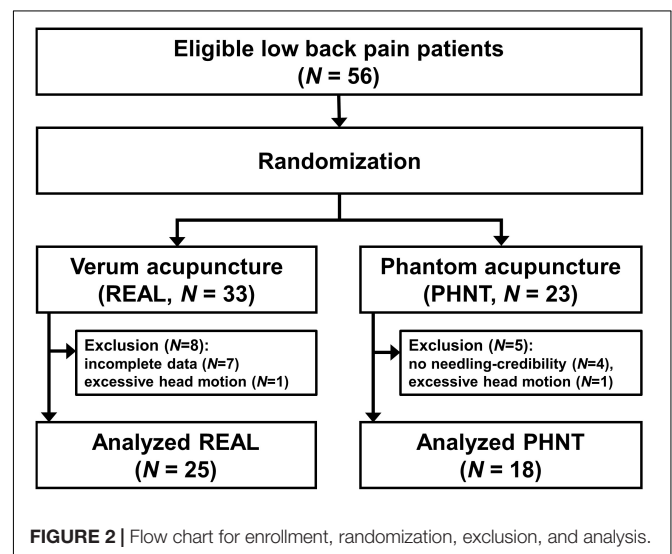 Eligible low back pain patients
(N = 56)
Randomization
Verum acupuncture
(REAL, N = 33)
Phantom acupuncture
(PHNT, N = 23)
Exclusion (N=8):
incomplete data (N=7)
excessive head motion (N=1)
Exclusion (N=5):
no needling-credibility (N=4),
excessive head motion (N=1)
Analyzed REAL
(N = 25)
Analyzed PHNT
(N = 18)
FIGURE 2 | Flow chart for enrollment, randomization, exclusion, and analysis.